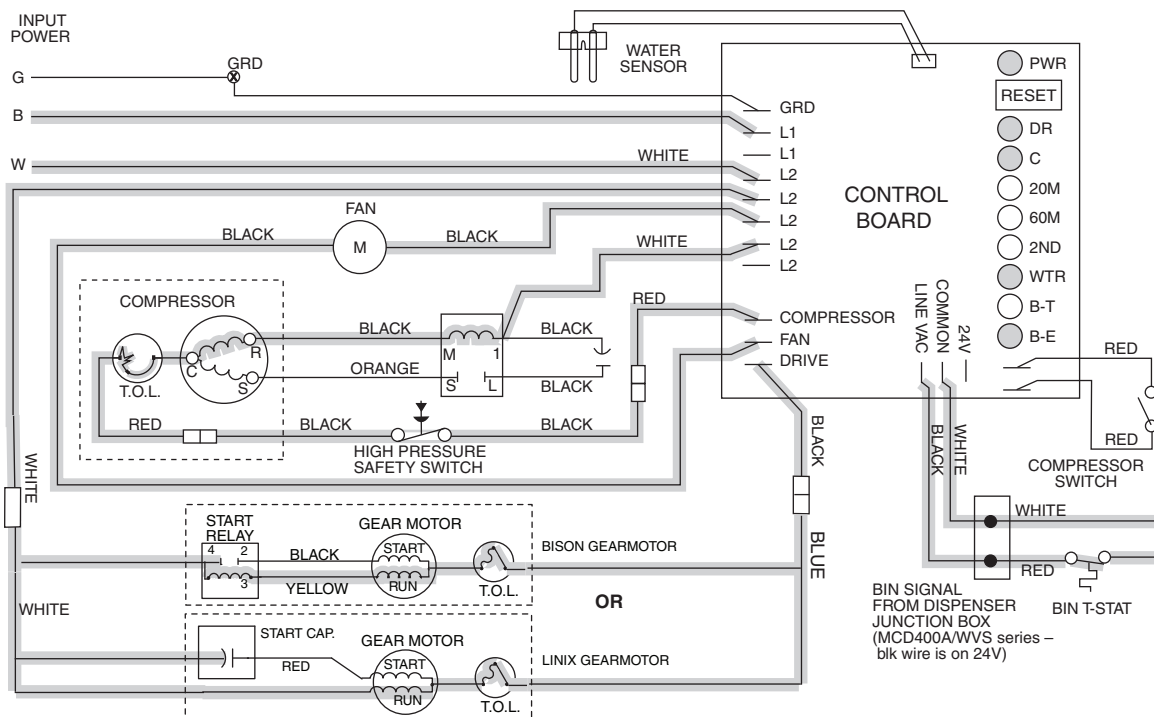 INPUT
POWER
G
GRD
B
W
WHITE
WATER
SENSOR
GRD
L1
L1
L2
L2
L2
L2
L2
CONTROL
BOARD
PWR
RESET
DR
C
20M
60M
2ND
WTR
B-T
B-E
FAN
M
BLACK
BLACK
WHITE
COMPRESSOR
BLACK
R
C
S
T.O.L.
ORANGE
M
1
S
L
BLACK
BLACK
RED
COMPRESSOR
FAN
DRIVE
LINE VAC
COMMON
24V
RED
RED
COMPRESSOR
SWITCH
RED
BLACK
BLACK
HIGH PRESSURE
SAFETY SWITCH
BLACK
BLUE
BLACK
WHITE
WHITE
RED
BIN T-STAT
BIN SIGNAL
FROM DISPENSER
JUNCTION BOX
(MCD400A/WVS series –
blk wire is on 24V)
WHITE
WHITE
START
RELAY
4
2
3
BLACK
YELLOW
GEAR MOTOR
START
RUN
T.O.L.
BISON GEARMOTOR
OR
START CAP.
RED
GEAR MOTOR
START
RUN
T.O.L.
LINIX GEARMOTOR